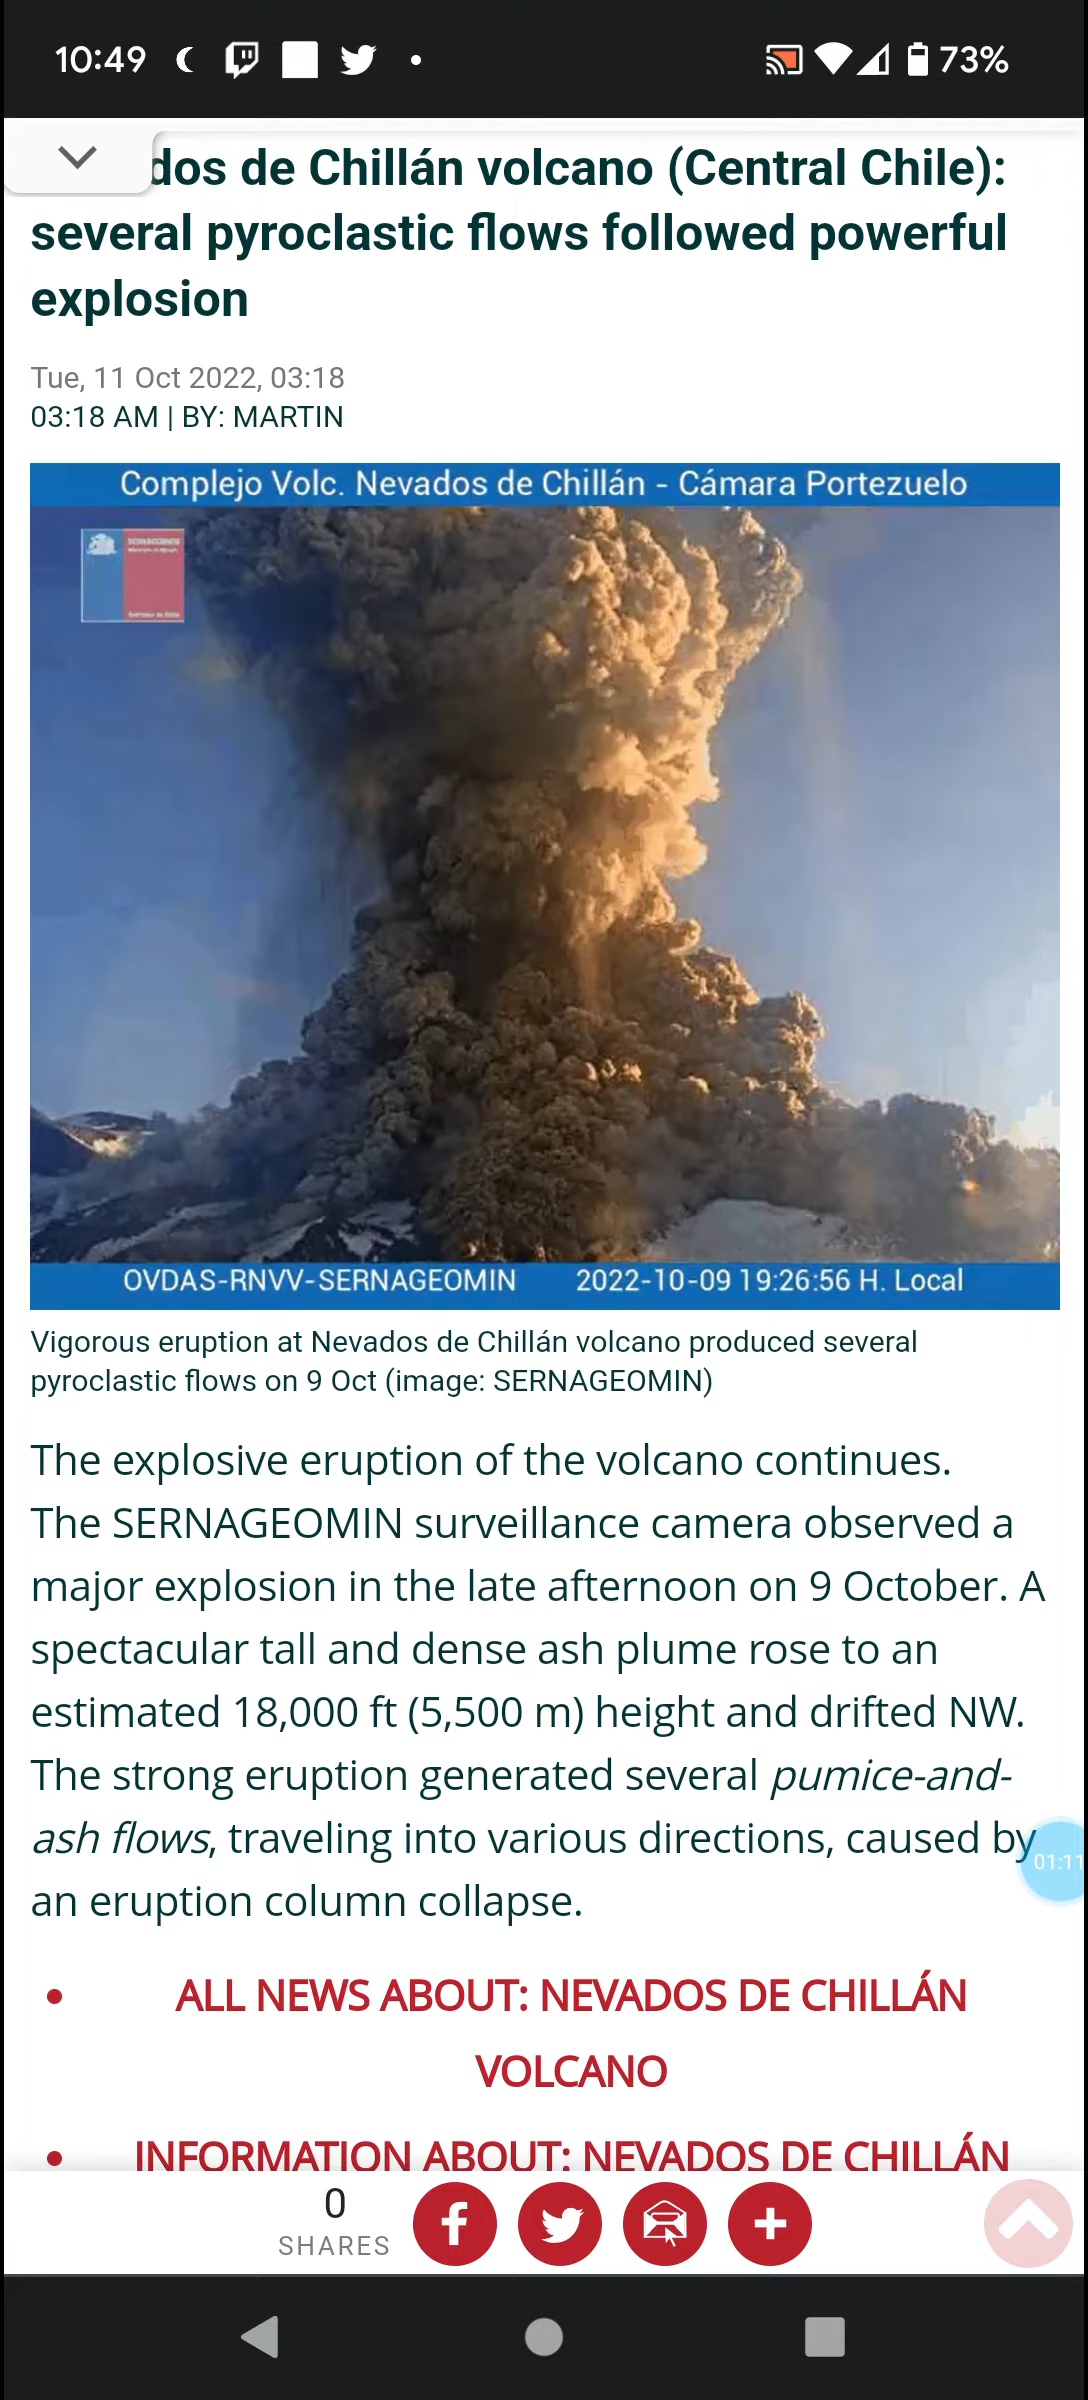 10:49
73%
dos de Chillán volcano (Central Chile):
several pyroclastic flows followed powerful
explosion
Tue, 11 Oct 2022, 03:18
03:18 AM | BY: MARTIN
Complejo Volc. Nevados de Chillán - Cámara Portezuelo
OVDAS-RNVV-SERNAGEOMIN 2022-10-09 19:26:56 H. Local
Vigorous eruption at Nevados de Chillán volcano produced several
pyroclastic flows on 9 Oct (image: SERNAGEOMIN)
The explosive eruption of the volcano continues.
The SERNAGEOMIN surveillance camera observed a
major explosion in the late afternoon on 9 October. A
spectacular tall and dense ash plume rose to an
estimated 18,000 ft (5,500 m) height and drifted NW.
The strong eruption generated several pumice-and-
ash flows, traveling into various directions, caused by
01:11
an eruption column collapse.
• ALL NEWS ABOUT: NEVADOS DE CHILLÁN
VOLCANO
• INFORMATION ABOUT: NEVADOS DE CHILLÁN
0
SHARES